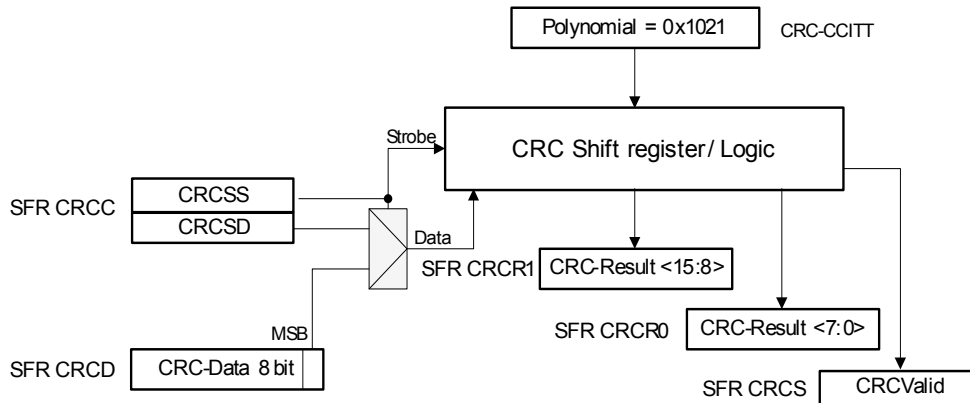 Polynomial = 0x1021
CRC-CCITT
Strobe
CRC Shift register/ Logic
SFR CRCC
CRCSS
CRCSD
Data
SFR CRCR1
CRC-Result <15:8>
MSB
SFR CRCR0
CRC-Result <7:0>
SFR CRCD
CRC-Data 8 bit
SFR CRCS
CRCValid